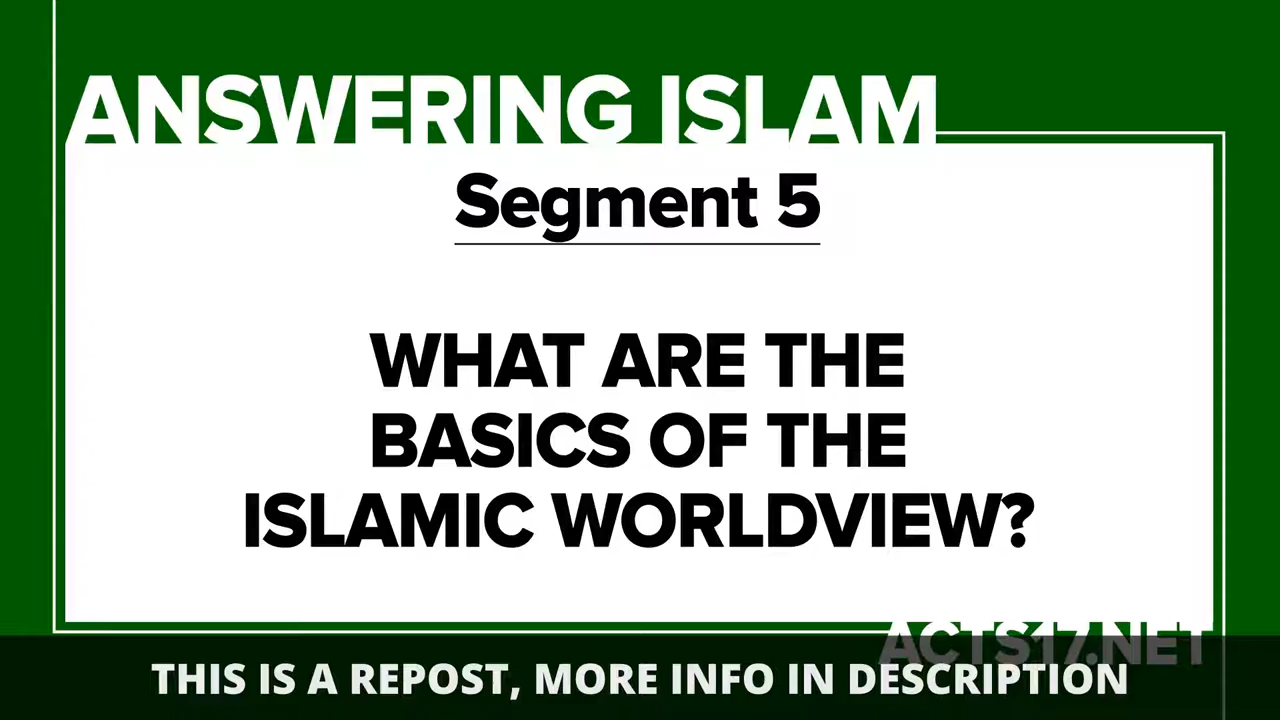 ANSWERING ISLAM
Segment 5
WHAT ARE THE
BASICS OF THE
ISLAMIC WORLDVIEW?
ACTS17.NET
THIS IS A REPOST, MORE INFO IN DESCRIPTION